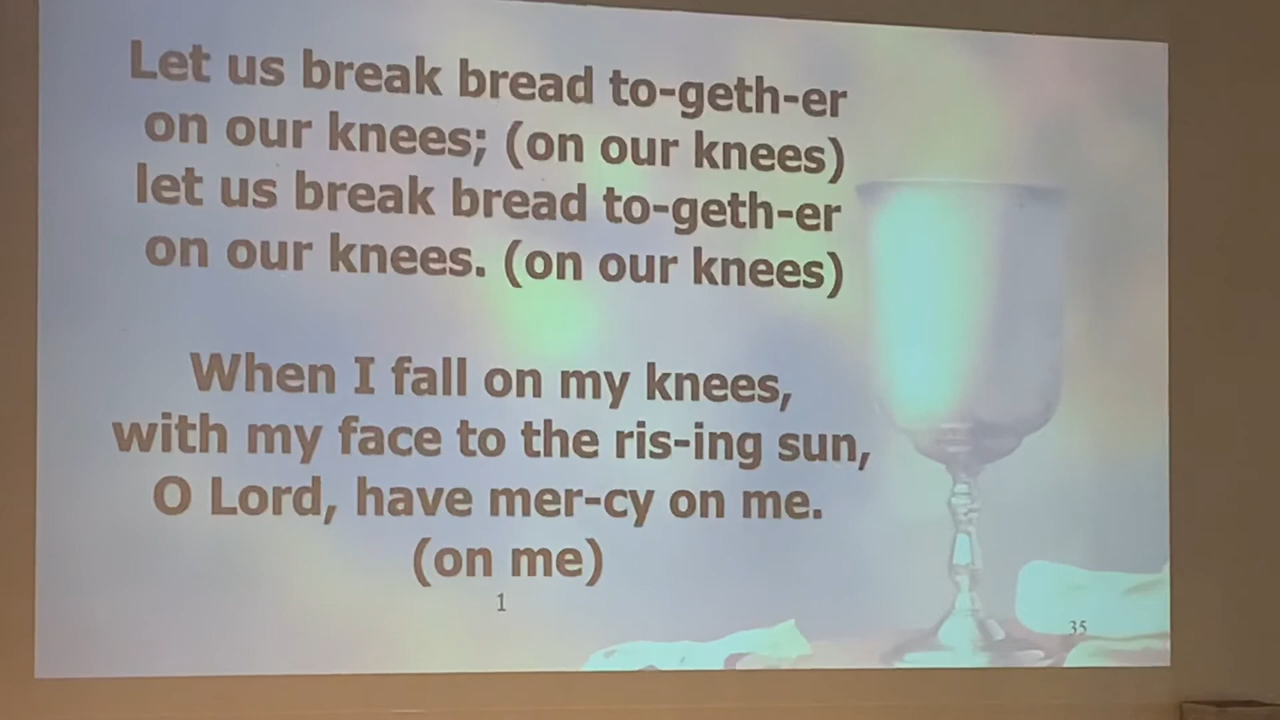 Let us break bread to-geth-er
on our knees; (on our knees)
let us break bread to-geth-er
on our knees. (on our knees)
When I fall on my knees,
with my face to the ris-ing sun,
O Lord, have mer-cy on me.
(on me)
1
35